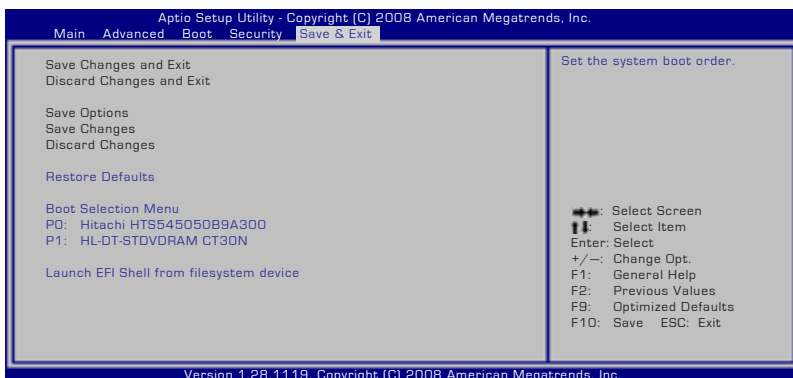 Aptio Setup Utility - Copyright (C) 2008 American Megatrends, Inc.
Main Advanced Boot Security Save & Exit
Save Changes and Exit
Discard Changes and Exit
Save Options
Save Changes
Discard Changes
Restore Defaults
Boot Selection Menu
P0: Hitachi HTS545050B9A300
P1: HL-DT-STDVDRAM CT30N
Launch EFI Shell from filesystem device
Set the system boot order.
→←: Select Screen
↑↓: Select Item
Enter: Select
+/—: Change Opt.
F1: General Help
F2: Previous Values
F9: Optimized Defaults
F10: Save ESC: Exit
Version 1.28.1119. Copyright (C) 2008 American Megatrends, Inc.